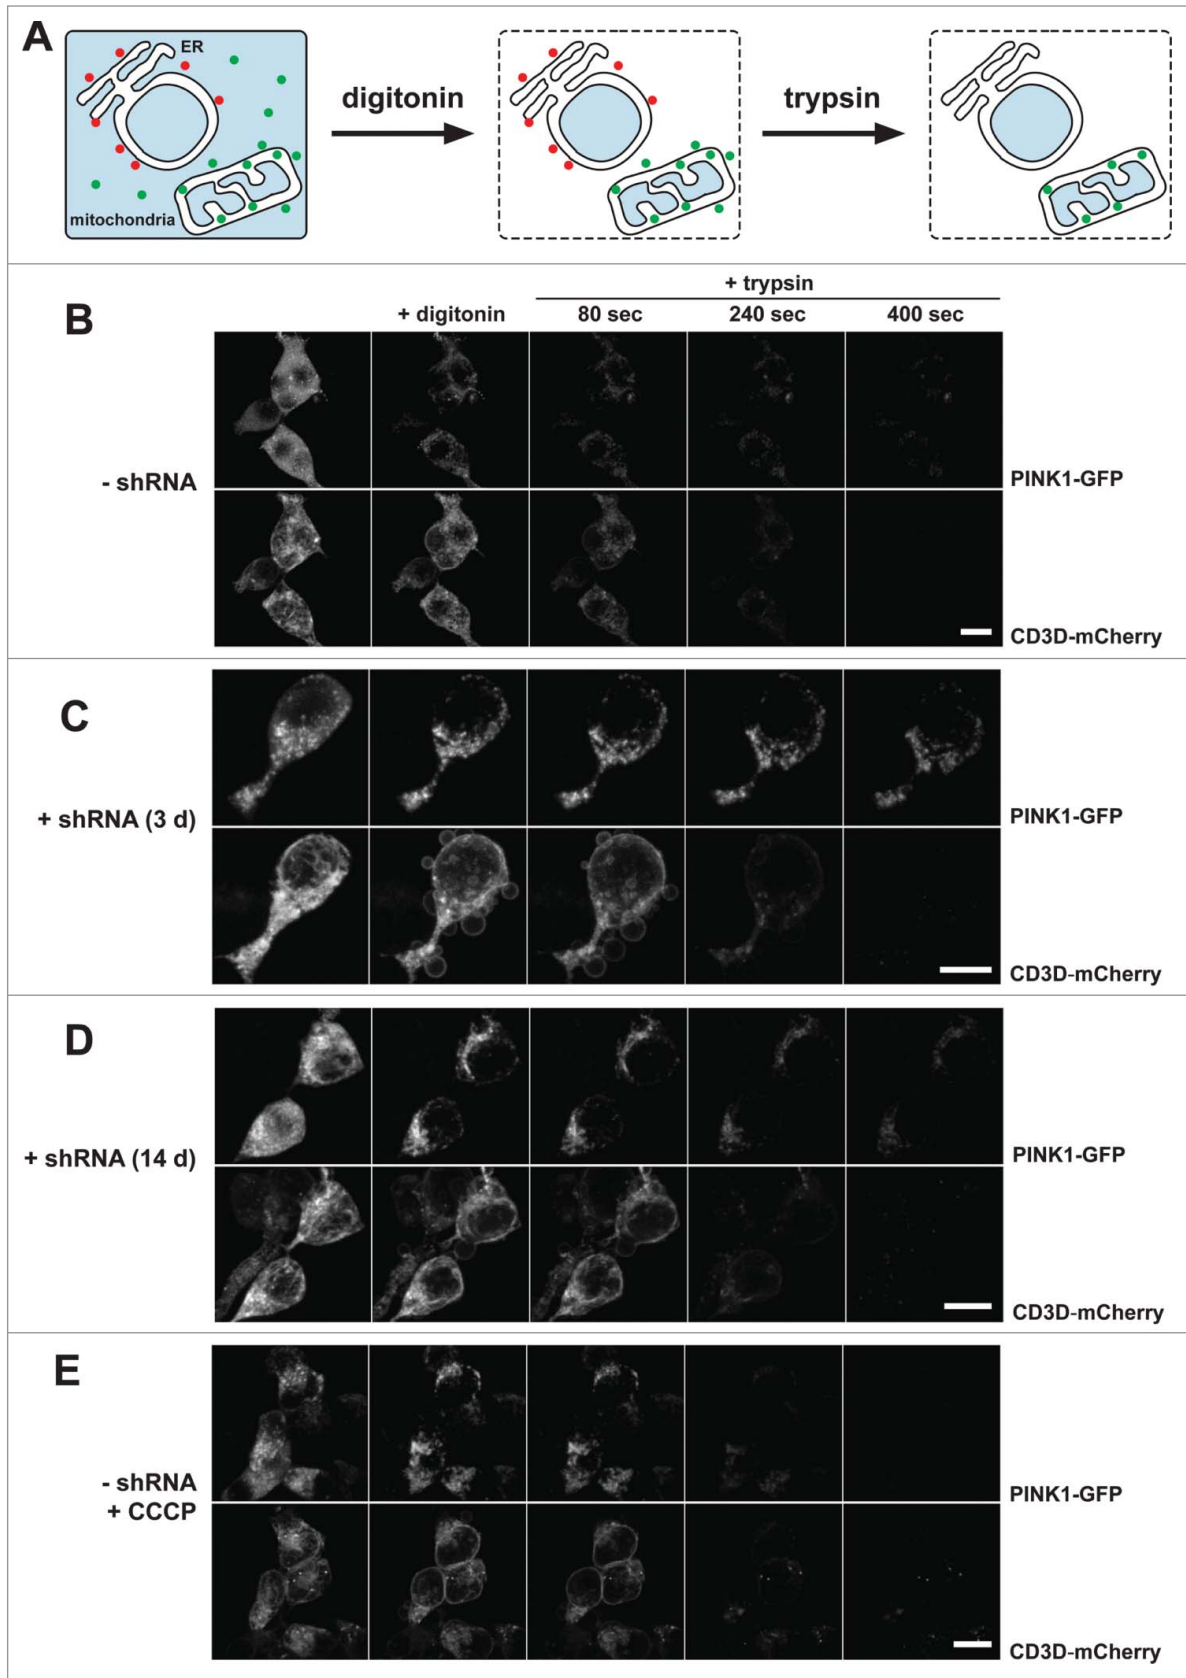 A
ER
digitonin
trypsin
mitochondria
+ trypsin
B
+ digitonin 80 sec 240 sec 400 sec
- shRNA
PINK1-GFP
CD3D-mCherry
C
+ shRNA (3 d)
PINK1-GFP
CD3D-mCherry
D
+ shRNA (14 d)
PINK1-GFP
CD3D-mCherry
E
- shRNA
+ CCCP
PINK1-GFP
CD3D-mCherry